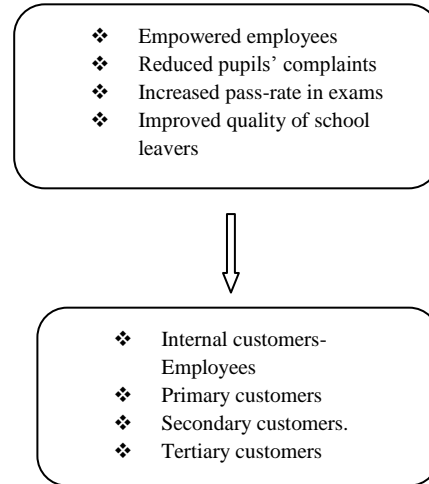 ❖ Empowered employees
❖ Reduced pupils’ complaints
❖ Increased pass-rate in exams
❖ Improved quality of school
leavers
❖ Internal customers-
Employees
❖ Primary customers
❖ Secondary customers.
❖ Tertiary customers